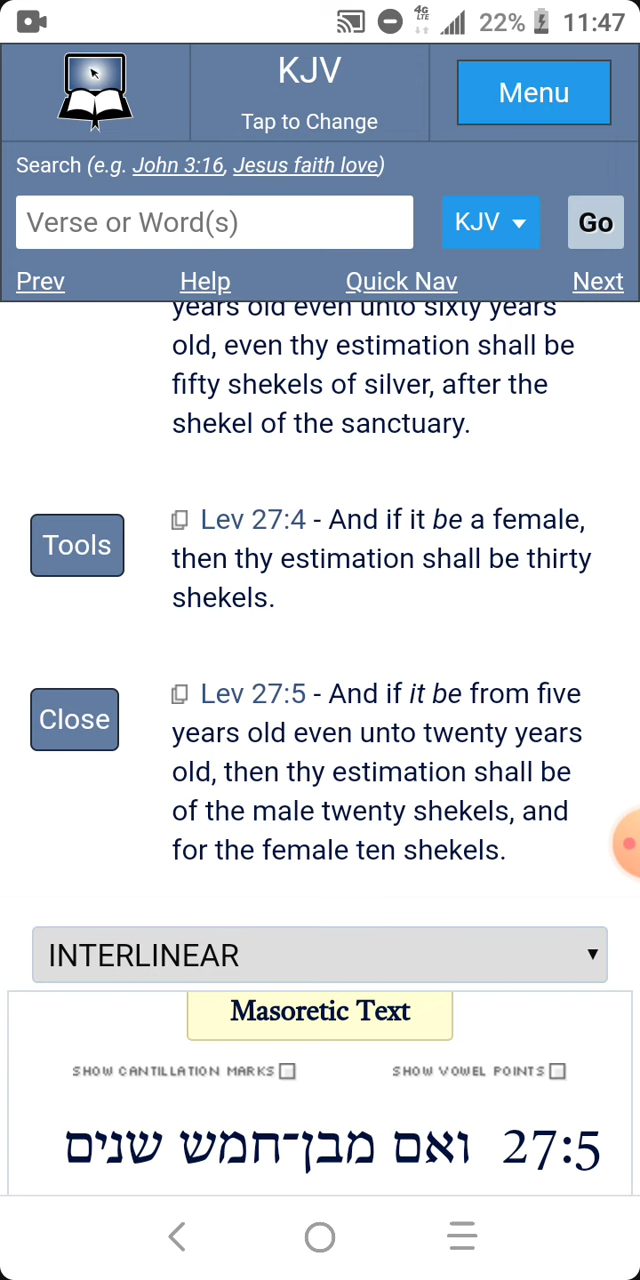 4G
LTE
22%
11:47
KJV
Tap to Change
Menu
Search (e.g. John 3:16, Jesus faith love)
Verse or Word(s)
KJV
Go
Prev
Help
Quick Nav
Next
years old even unto sixty years
old, even thy estimation shall be
fifty shekels of silver, after the
shekel of the sanctuary.
Tools
Lev 27:4 - And if it be a female,
then thy estimation shall be thirty
shekels.
Close
Lev 27:5 - And if it be from five
years old even unto twenty years
old, then thy estimation shall be
of the male twenty shekels, and
for the female ten shekels.
INTERLINEAR
Masoretic Text
SHOW CANTILLATION MARKS
SHOW VOWEL POINTS
27:5 ואם מבן־חמש שנים